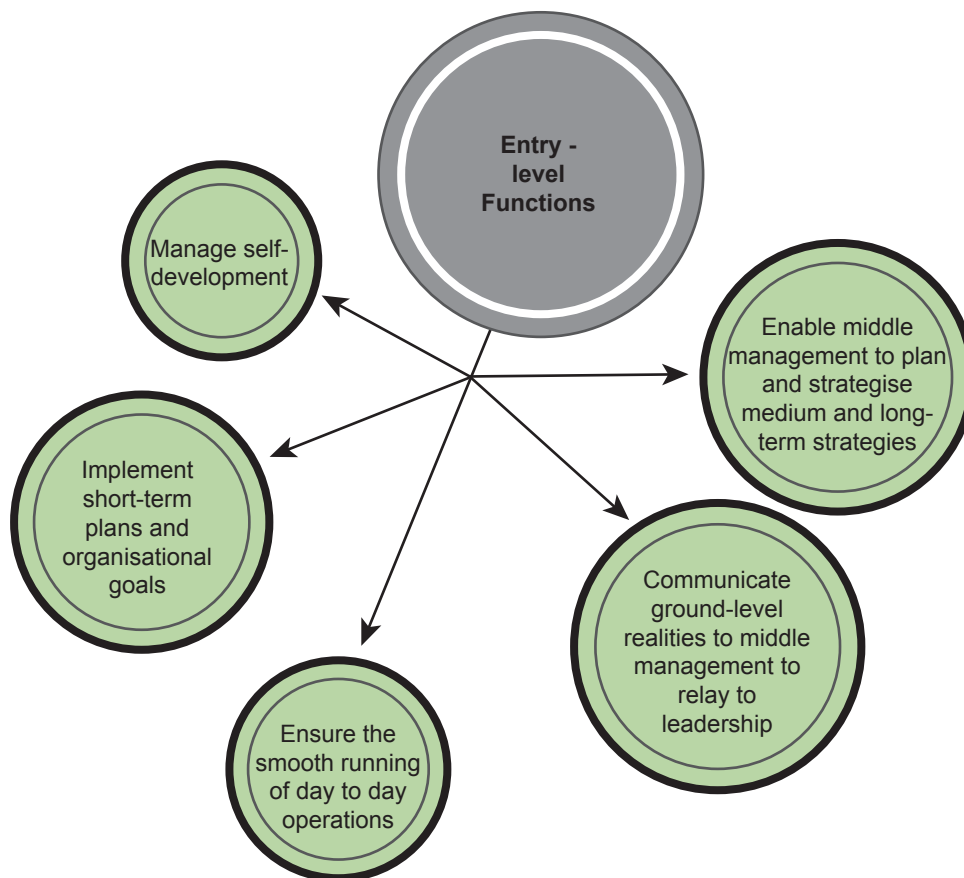 Entry -
level
Functions
Manage self-
development
Enable middle
management to plan
and strategise
medium and long-
term strategies
Implement
short-term
plans and
organisational
goals
Communicate
ground-level
realities to middle
management to
relay to
leadership
Ensure the
smooth running
of day to day
operations